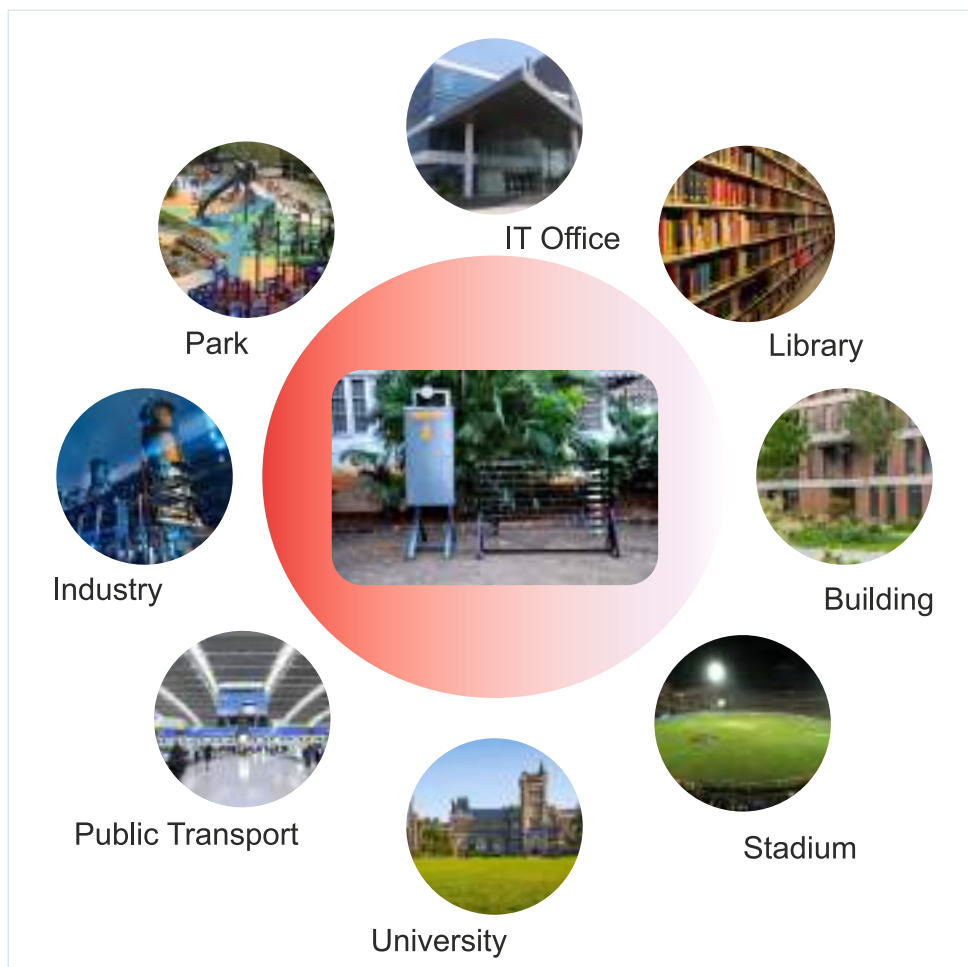 IT Office
Park
Library
Industry
Building
Public Transport
Stadium
University